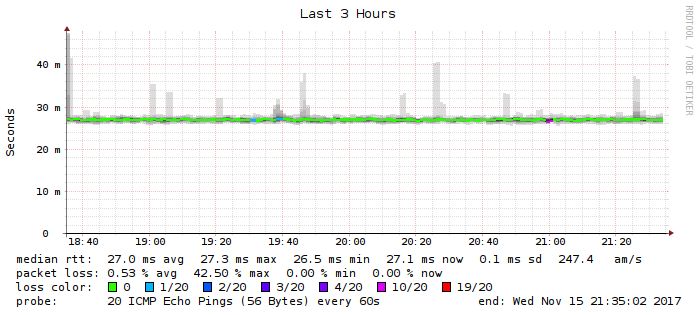 Last 3 Hours
RRDTOOL / TOBI OETIKER
Seconds
40 m
30 m
20 m
10 m
0
18:40 19:00 19:20 19:40 20:00 20:20 20:40 21:00 21:20
median rtt: 27.0 ms avg 27.3 ms max 26.5 ms min 27.1 ms now 0.1 ms sd 247.4 am/s
packet loss: 0.53 % avg 42.50 % max 0.00 % min 0.00 % now
loss color: 0 1/20 2/20 3/20 4/20 10/20 19/20
probe: 20 ICMP Echo Pings (56 Bytes) every 60s end: Wed Nov 15 21:35:02 2017